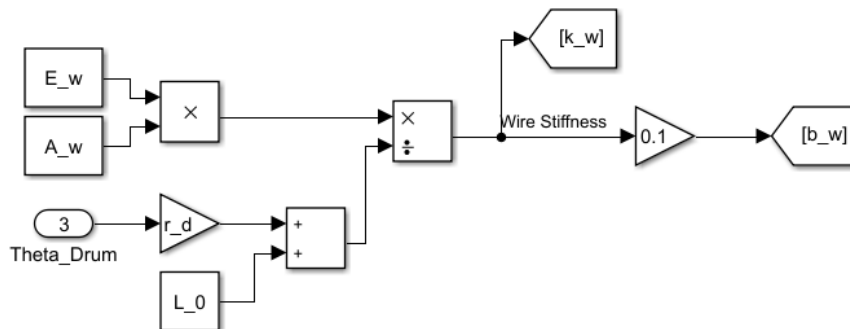 [k_w]
E_w
×
×
÷
Wire Stiffness
0.1
[b_w]
A_w
3
Theta_Drum
r_d
+
+
L_0